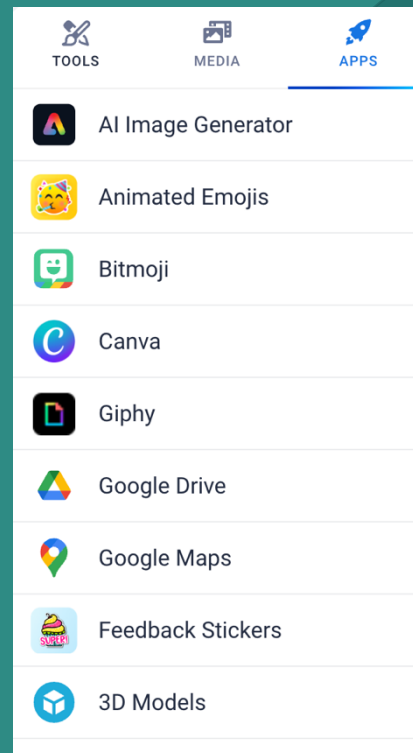 TOOLS
MEDIA
APPS
AI Image Generator
Animated Emojis
Bitmoji
Canva
Giphy
Google Drive
Google Maps
SUPER!
Feedback Stickers
3D Models